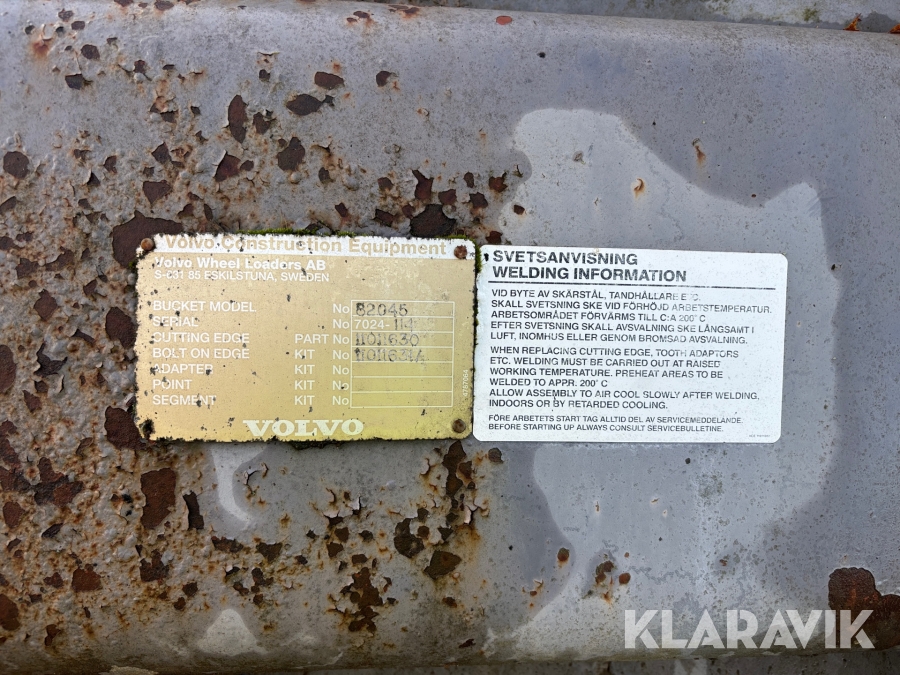 KLARAVIK
Volvo Construction Equipment
Volvo Wheel Loaders AB
S-631 85 ESKILSTUNA, SWEDEN
BUCKET MODEL No 82045
SERIAL No 7024-
CUTTING EDGE PART No 11011630
BOLT ON EDGE KIT No
ADAPTER KIT No
POINT KIT No
SEGMENT KIT No
VOLVO
SVETSANVISNING
WELDING INFORMATION
VID BYTE AV SKÄRSTÅL, TANDHÅLLARE ETC.
SKALL SVETSNING SKE VID FÖRHÖJD ARBETSTEMPERATUR.
ARBETSOMRÅDET FÖRVÄRMS TILL C:A 200°C
EFTER SVETSNING SKALL AVSVALNING SKE LÅNGSAMT I
LUFT, INOMHUS ELLER GENOM BROMSAD AVSVALNING.
WHEN REPLACING CUTTING EDGE, TOOTH ADAPTORS
ETC. WELDING MUST BE CARRIED OUT AT RAISED
WORKING TEMPERATURE. PREHEAT AREAS TO BE
WELDED TO APPR. 200°C
ALLOW ASSEMBLY TO AIR COOL SLOWLY AFTER WELDING,
INDOORS OR BY RETARDED COOLING.
FÖRE ARBETETS START TAG ALLTID DEL AV SERVICEMEDDELANDE.
BEFORE STARTING UP ALWAYS CONSULT SERVICEBULLETINE.
KLARAVIK